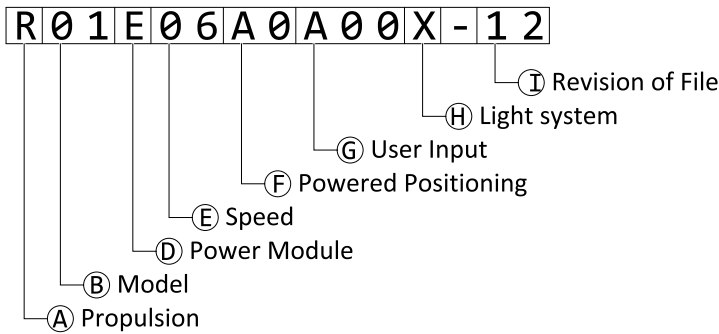 R01E06A0A00X-12
I Revision of File
H Light system
G User Input
F Powered Positioning
E Speed
D Power Module
B Model
A Propulsion